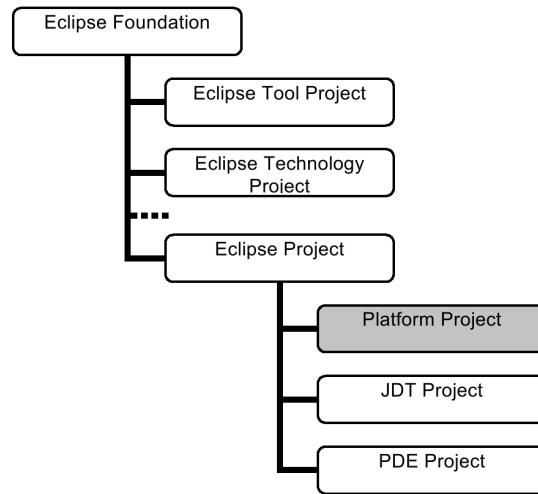 Eclipse Foundation
Eclipse Tool Project
Eclipse Technology
Project
Eclipse Project
Platform Project
JDT Project
PDE Project